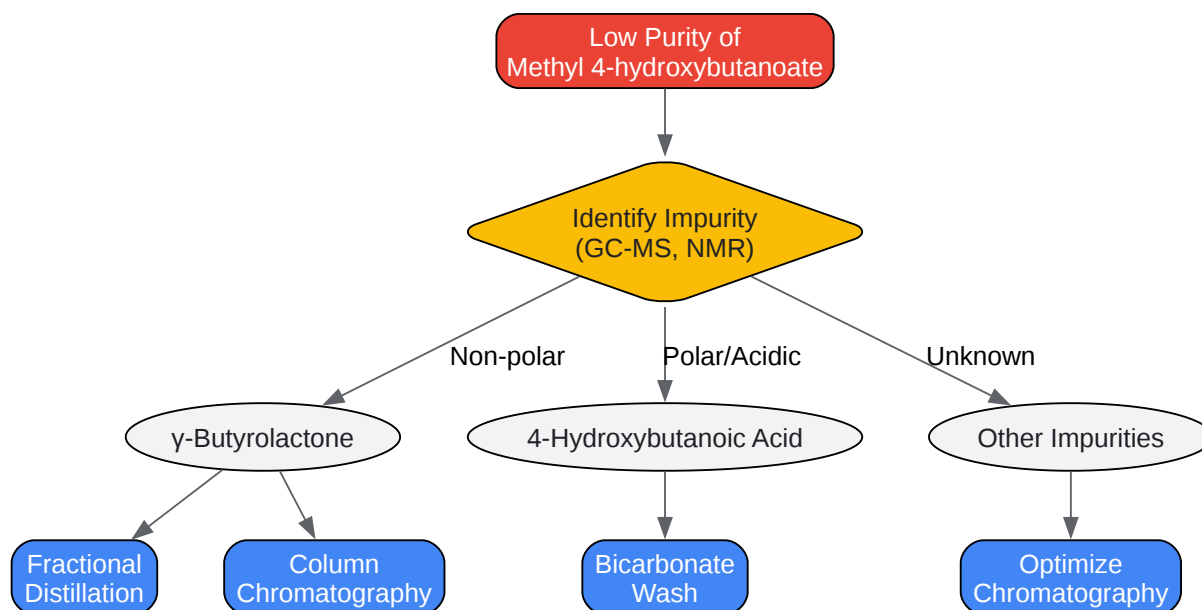 Low Purity of
Methyl 4-hydroxybutanoate
Identify Impurity
(GC-MS, NMR)
Non-polar
Polar/Acidic
Unknown
γ-Butyrolactone
4-Hydroxybutanoic Acid
Other Impurities
Fractional
Distillation
Column
Chromatography
Bicarbonate
Wash
Optimize
Chromatography